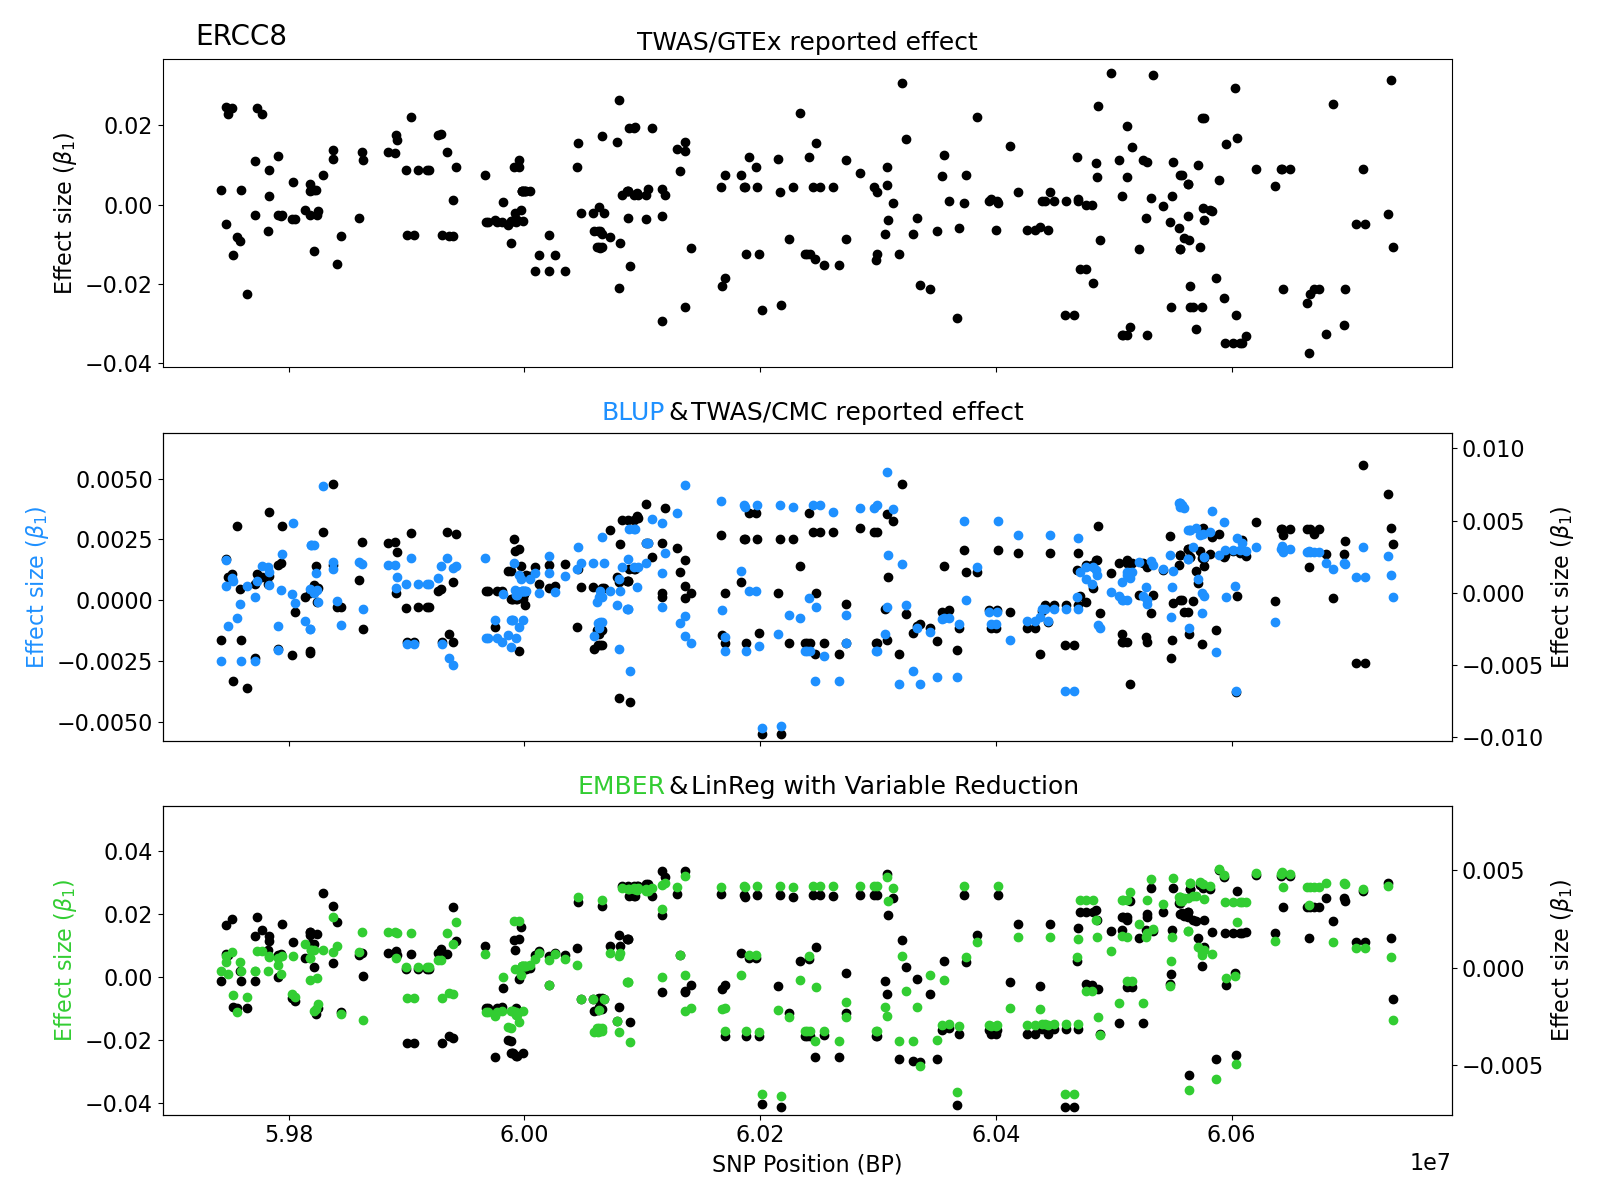 ERCC8
TWAS/GTEx reported effect
Effect size (β₁)
0.02
0.00
−0.02
−0.04
BLUP & TWAS/CMC reported effect
Effect size (β₁)
0.0050
0.0025
0.0000
−0.0025
−0.0050
0.010
0.005
0.000
−0.005
−0.010
Effect size (β₁)
EMBER & LinReg with Variable Reduction
Effect size (β₁)
0.04
0.02
0.00
−0.02
−0.04
0.005
0.000
−0.005
Effect size (β₁)
5.98 6.00 6.02 6.04 6.06
SNP Position (BP)
1e7